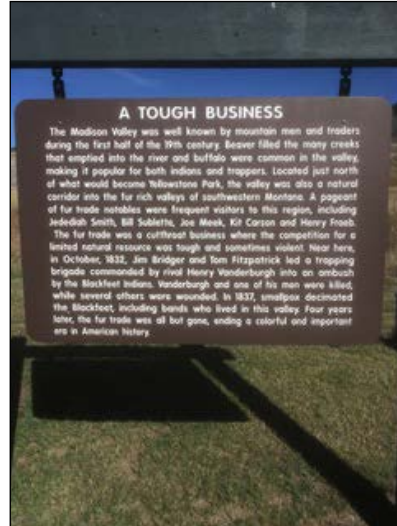 A TOUGH BUSINESS
The Madison Valley was well known by mountain men and traders
during the first half of the 19th century. Beaver filled the many creeks
that emptied into the river and buffalo were common in the valley,
making it popular for both indians and trappers. Located just north
of what would become Yellowstone Park, the valley was also a natural
corridor into the fur rich valleys of southwestern Montana. A pageant
of fur trade notables were frequent visitors to this region, including
Jedediah Smith, Bill Sublette, Joe Meek, Kit Carson and Henry Fraeb.
The fur trade was a cutthroat business where the competition for a
limited natural resource was tough and sometimes violent. Near here,
in October, 1832, Jim Bridger and Tom Fitzpatrick led a trapping
brigade commanded by rival Henry Vanderburgh into an ambush
by the Blackfeet Indians. Vanderburgh and one of his men were killed,
while several others were wounded. In 1837, smallpox decimated
the Blackfeet, including bands who lived in this valley. Four years
later, the fur trade was all but gone, ending a colorful and important
era in American history.